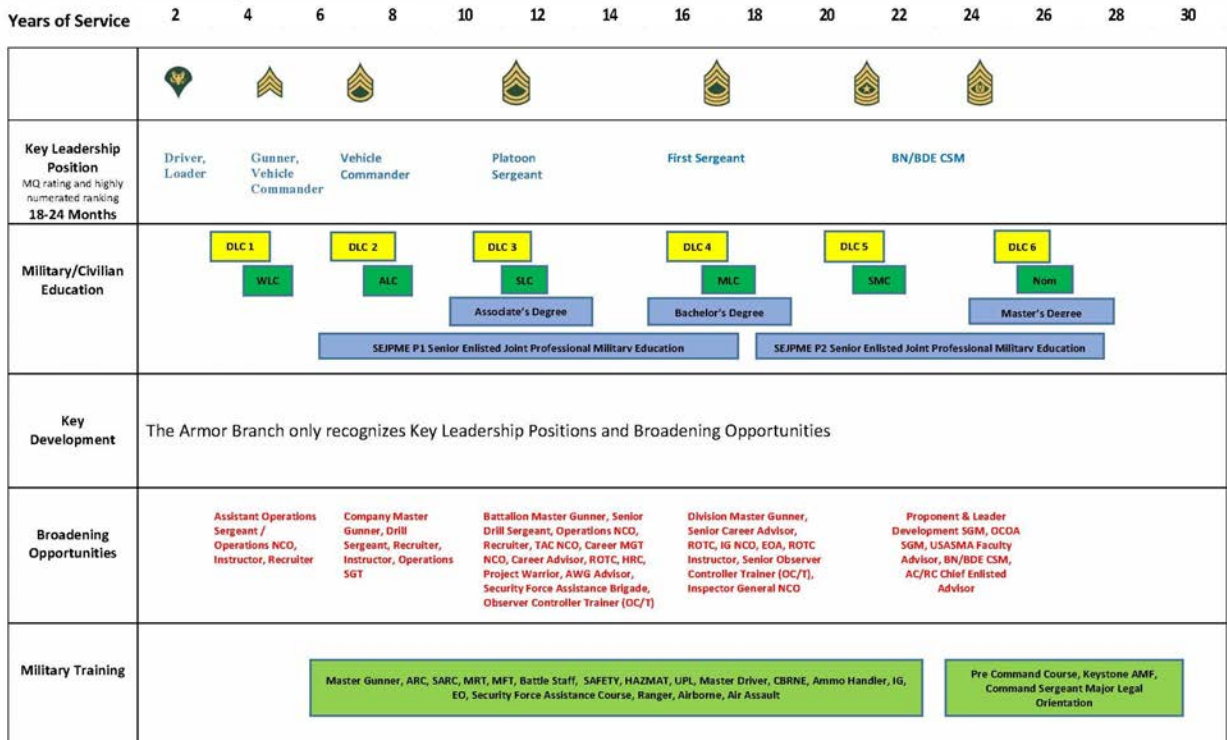 Years of Service 2 4 6 8 10 12 14 16 18 20 22 24 26 28 30
Key Leadership
Position
MQ rating and highly
numerated ranking
18-24 Months
Driver,
Loader
Gunner,
Vehicle
Commander
Vehicle
Commander
Platoon
Sergeant
First Sergeant
BN/BDE CSM
Military/Civilian
Education
DLC 1
DLC 2
DLC 3
DLC 4
DLC 5
DLC 6
WLC
ALC
SLC
MLC
SMC
Nom
Associate's Degree
Bachelor's Degree
Master's Degree
SEJPME P1 Senior Enlisted Joint Professional Military Education
SEJPME P2 Senior Enlisted Joint Professional Military Education
Key
Development
The Armor Branch only recognizes Key Leadership Positions and Broadening Opportunities
Broadening
Opportunities
Assistant Operations
Sergeant /
Operations NCO,
Instructor, Recruiter
Company Master
Gunner, Drill
Sergeant, Recruiter,
Instructor, Operations
SGT
Battalion Master Gunner, Senior
Drill Sergeant, Operations NCO,
Recruiter, TAC NCO, Career MGT
NCO, Career Advisor, ROTC, HRC,
Project Warrior, AWG Advisor,
Security Force Assistance Brigade,
Observer Controller Trainer (OC/T)
Division Master Gunner,
Senior Career Advisor,
ROTC, IG NCO, EOA, ROTC
Instructor, Senior Observer
Controller Trainer (OC/T),
Inspector General NCO
Proponent & Leader
Development SGM, OCOA
SGM, USASMA Faculty
Advisor, BN/BDE CSM,
AC/RC Chief Enlisted
Advisor
Military Training
Master Gunner, ARC, SARC, MRT, MFT, Battle Staff, SAFETY, HAZMAT, UPL, Master Driver, CBRNE, Ammo Handler, IG,
EO, Security Force Assistance Course, Ranger, Airborne, Air Assault
Pre Command Course, Keystone AMF,
Command Sergeant Major Legal
Orientation